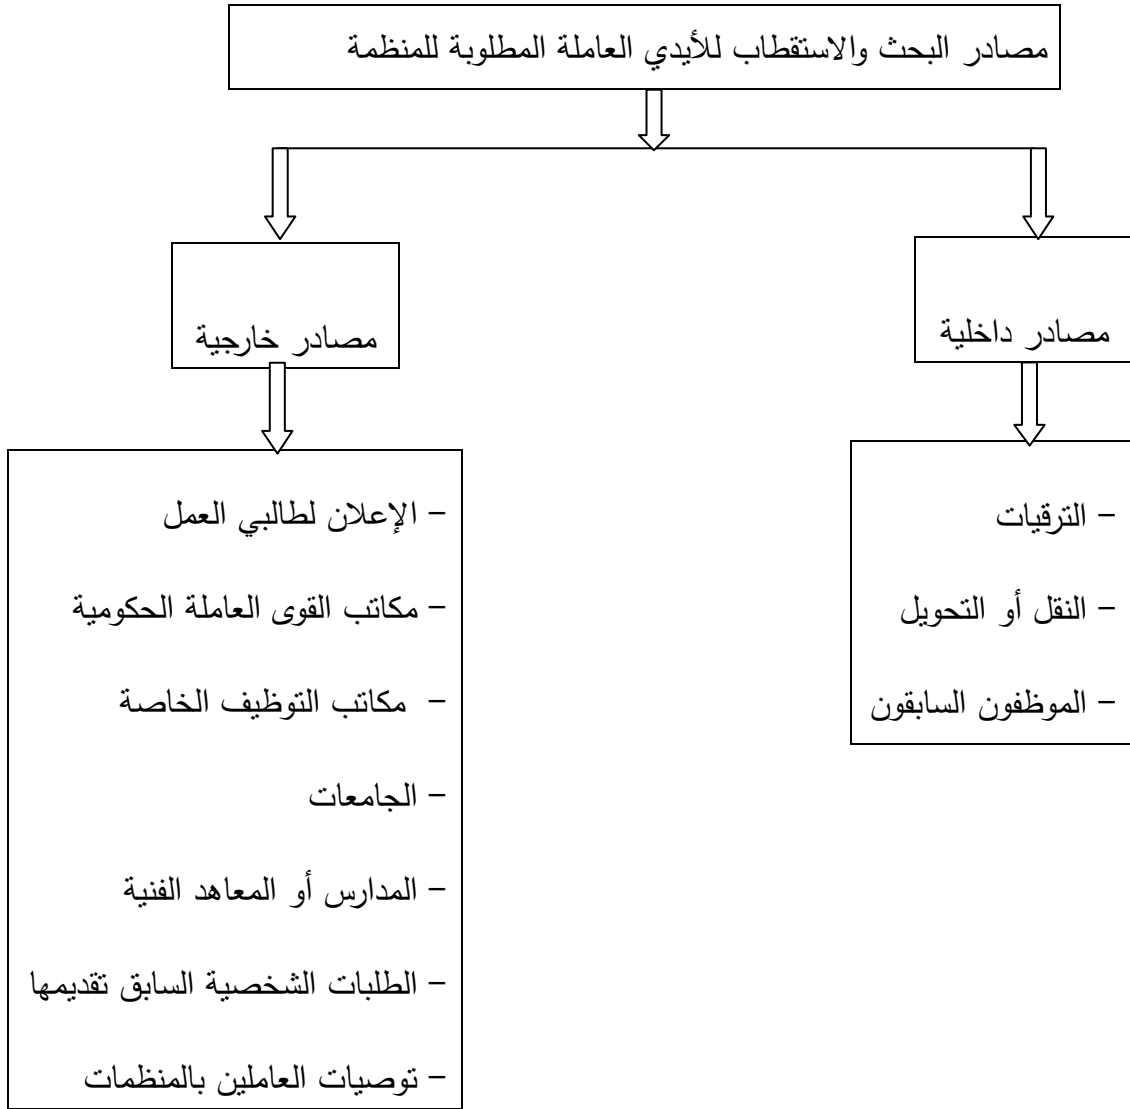 مصادر البحث والاستقطاب للأيدي العاملة المطلوبة للمنظمة
مصادر داخلية
- الترقيات
- النقل أو التحويل
- الموظفون السابقون
مصادر خارجية
- الإعلان لطالبي العمل
- مكاتب القوى العاملة الحكومية
- مكاتب التوظيف الخاصة
- الجامعات
- المدارس أو المعاهد الفنية
- الطلبات الشخصية السابق تقديمها
- توصيات العاملين بالمنظمات